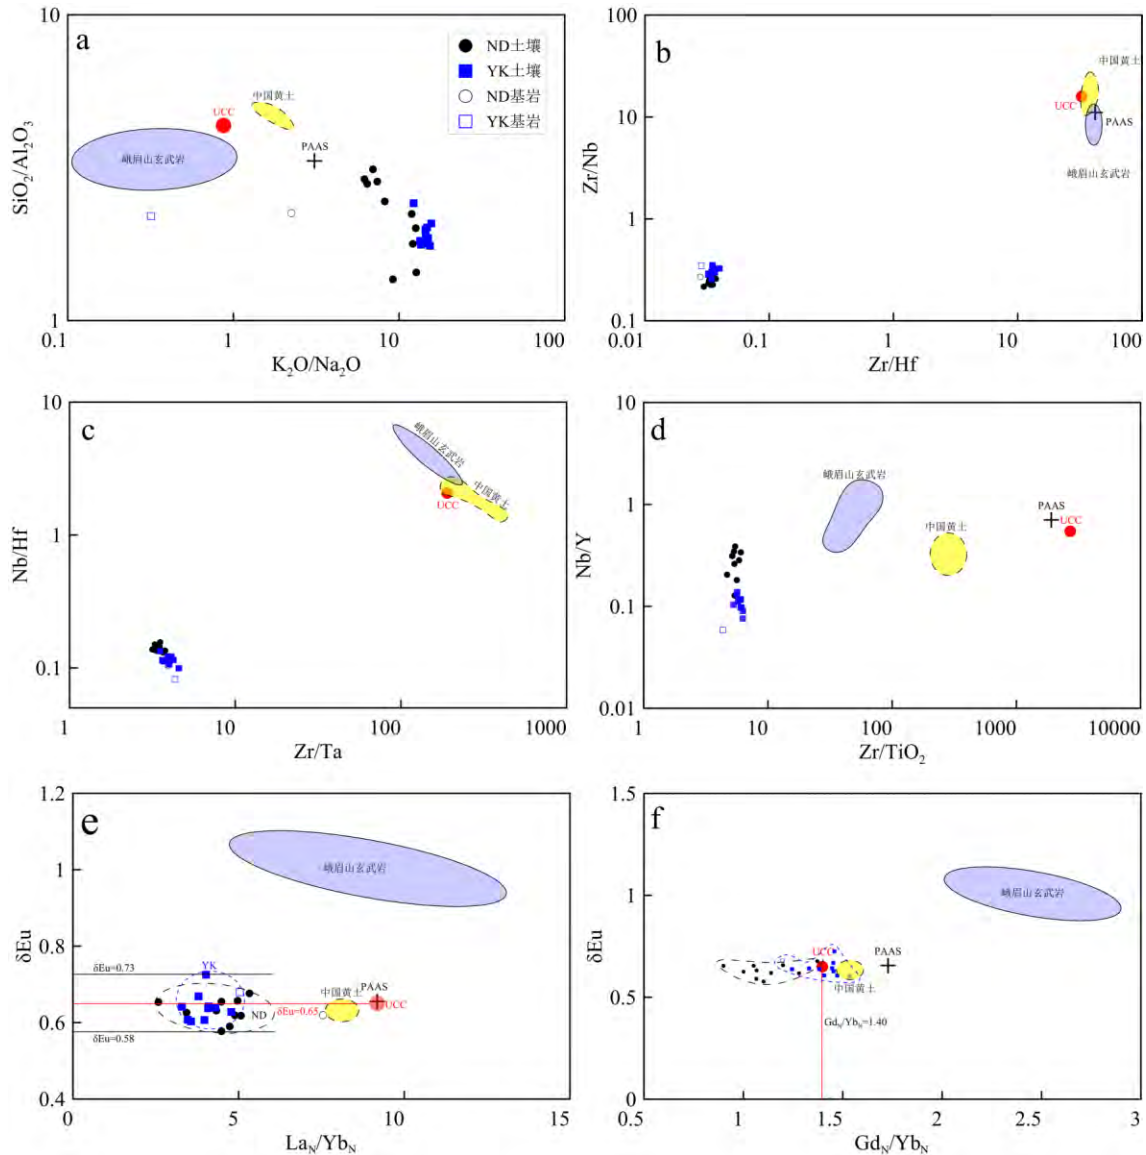 a
10
1
SiO₂/Al₂O₃
0.1
1
10
100
K₂O/Na₂O
ND土壤
YK土壤
ND基岩
YK基岩
UCC
中国黄土
PAAS
峨眉山玄武岩
b
100
10
1
0.1
Zr/Nb
0.01
0.1
1
10
100
Zr/Hf
中国黄土
UCC
PAAS
峨眉山玄武岩
c
10
1
0.1
Nb/Hf
1
10
100
1000
Zr/Ta
峨眉山玄武岩
中国黄土
UCC
d
10
1
0.1
0.01
Nb/Y
1
10
100
1000
10000
Zr/TiO₂
峨眉山玄武岩
中国黄土
PAAS
UCC
e
1.2
1
0.8
0.6
0.4
δEu
0
5
10
15
La_N/Yb_N
峨眉山玄武岩
δEu=0.73
YK
ND
δEu=0.65
δEu=0.58
中国黄土
PAAS
UCC
f
1.5
1
0.5
0
δEu
0.5
1
1.5
2
2.5
3
Gd_N/Yb_N
峨眉山玄武岩
UCC
PAAS
中国黄土
Gd_N/Yb_N=1.40